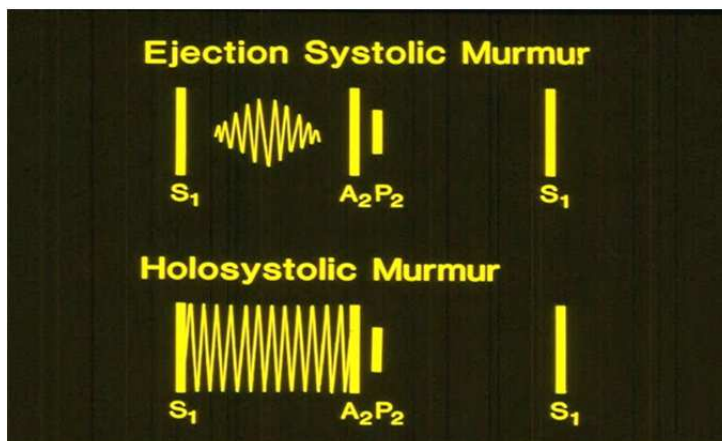 Ejection Systolic Murmur
S₁ A₂P₂ S₁
Holosystolic Murmur
S₁ A₂P₂ S₁